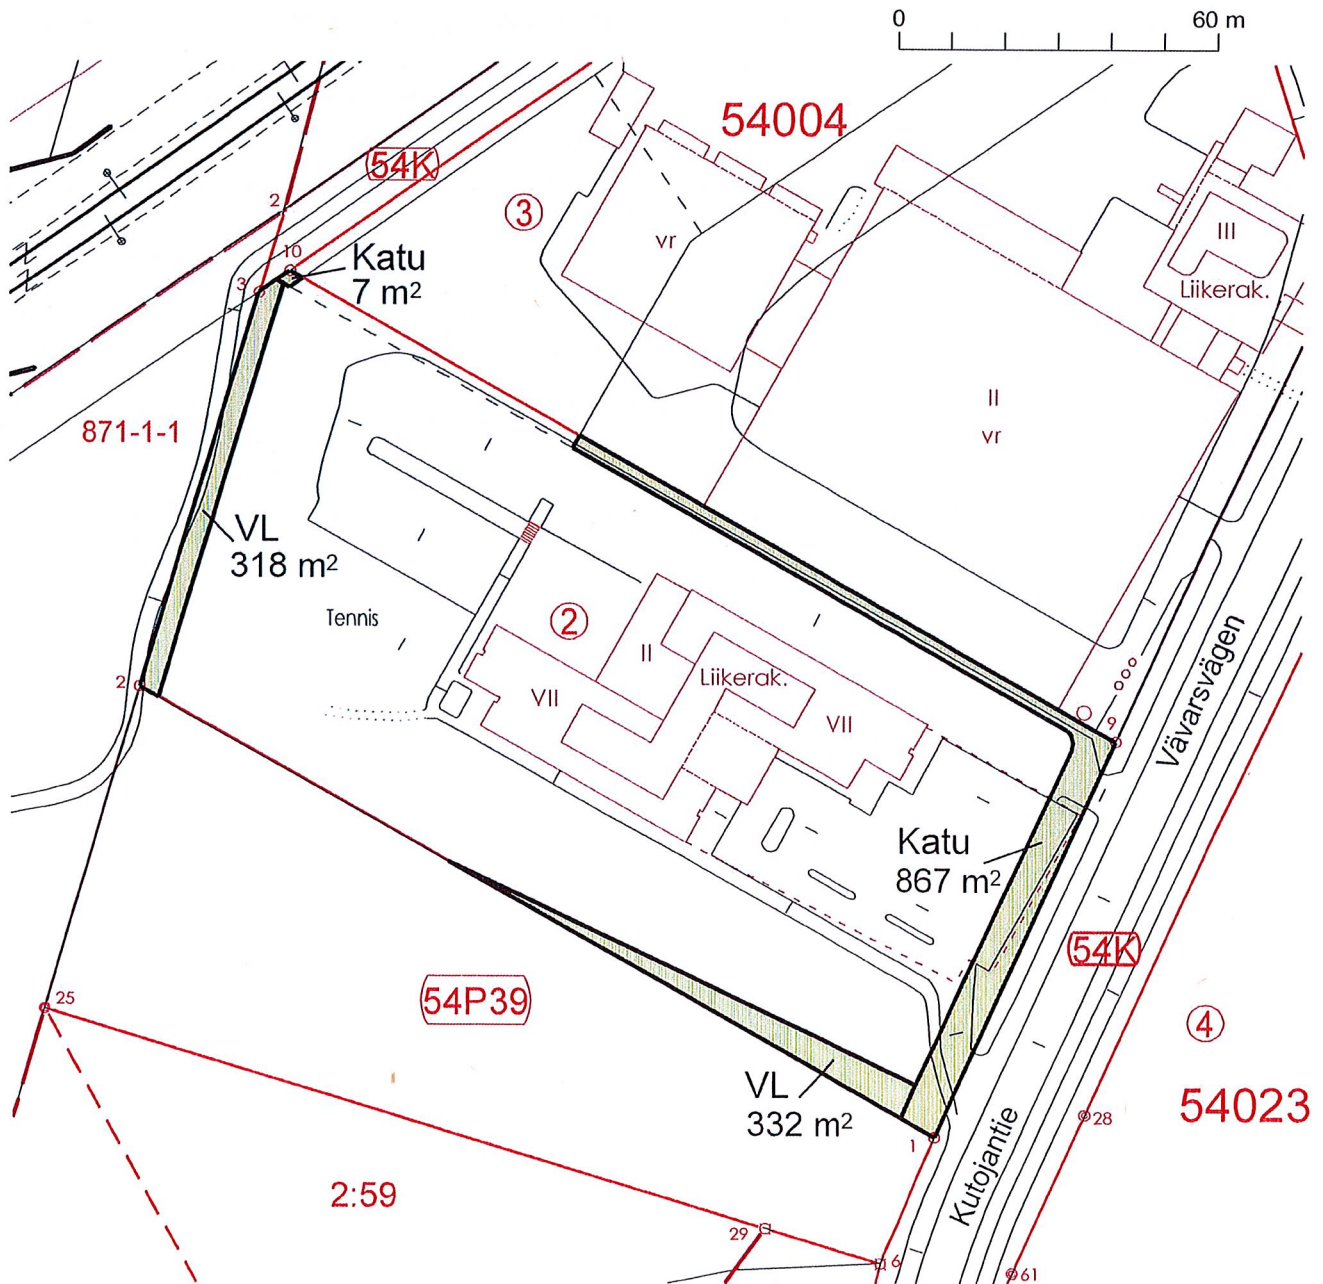 0
60 m
54004
54K
2
10
3
Katu
7 m²
3
vr
III
Liikerak.
II
vr
871-1-1
VL
318 m²
Tennis
2
II
Liikerak.
VII
VII
2
9
Vävarsvägen
Katu
867 m²
54K
25
54P39
4
VL
332 m²
54023
28
1
Kutojantie
2:59
29
6
61